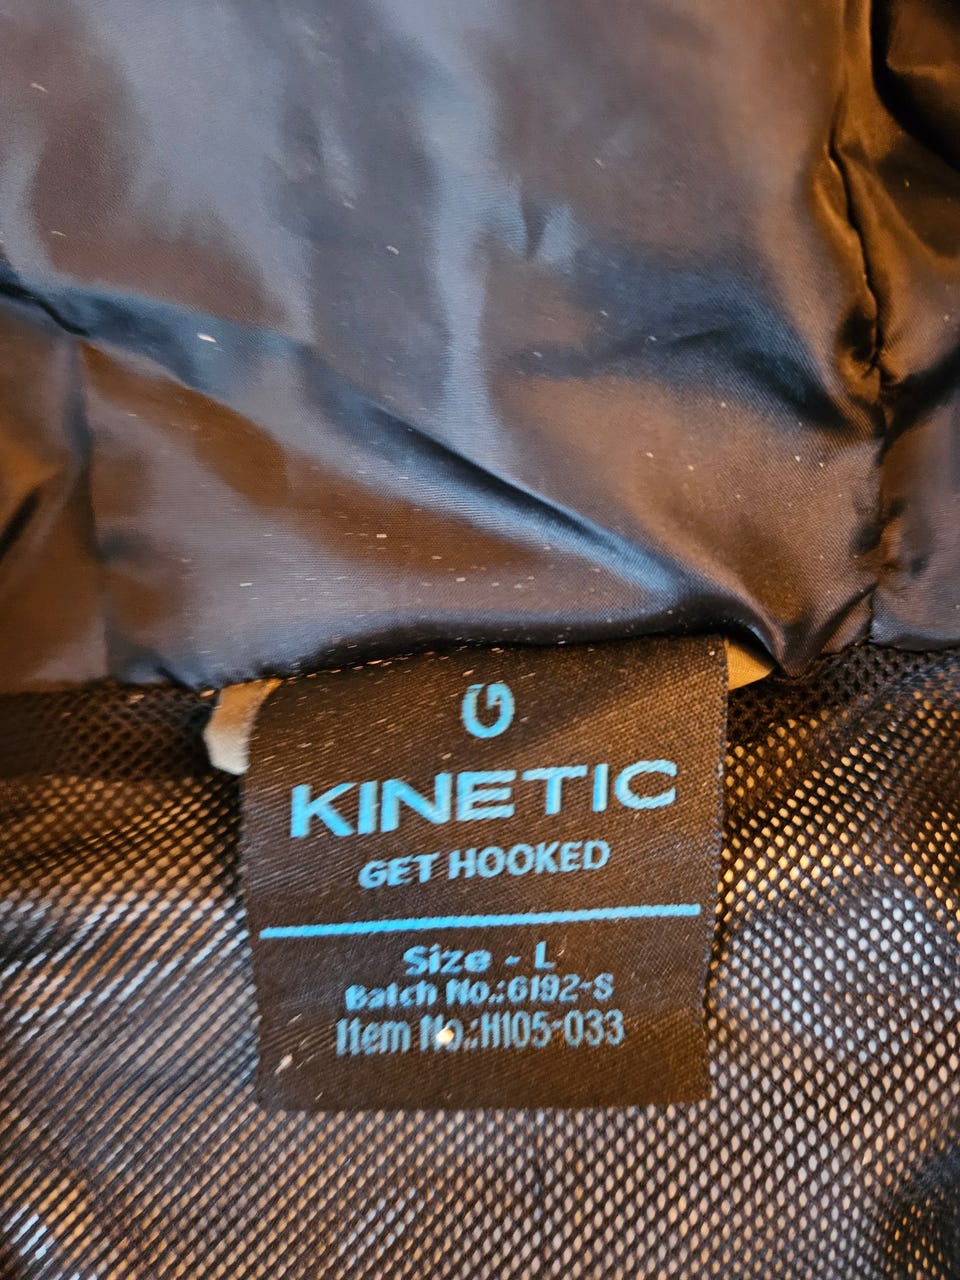 KINETIC
GET HOOKED
Size - L
Batch No.:6192-S
Item No.:H105-033